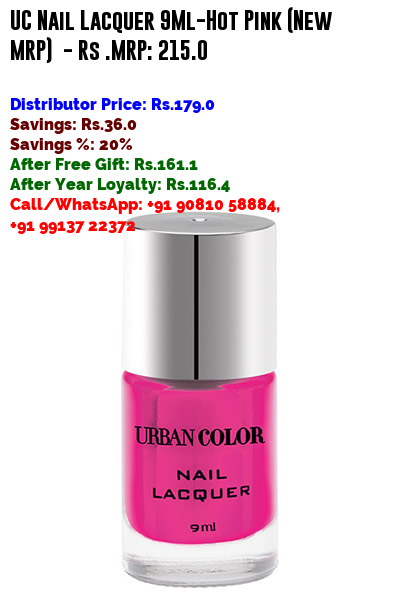 UC Nail Lacquer 9Ml-Hot Pink (New
MRP) - Rs .MRP: 215.0
Distributor Price: Rs.179.0
Savings: Rs.36.0
Savings %: 20%
After Free Gift: Rs.161.1
After Year Loyalty: Rs.116.4
Call/WhatsApp: +91 90810 58884,
+91 99137 22372
URBAN COLOR
NAIL
LACQUER
9ml